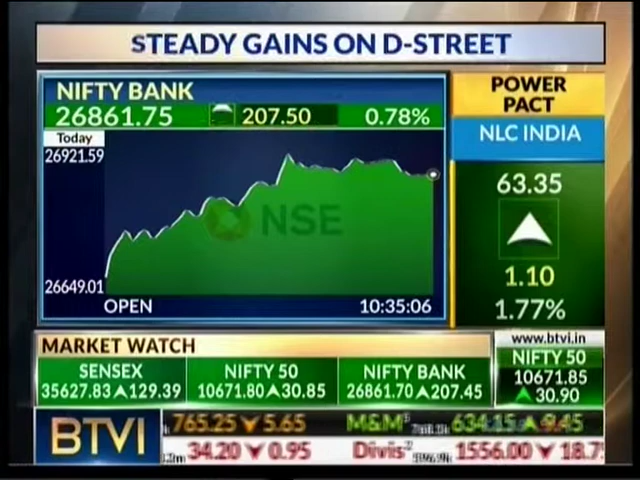 STEADY GAINS ON D-STREET
NIFTY BANK
26861.75 207.50 0.78%
Today
26921.59
NSE
26649.01
OPEN 10:35:06
POWER
PACT
NLC INDIA
63.35
1.10
1.77%
MARKET WATCH
SENSEX
35627.83▲129.39
NIFTY 50
10671.80▲30.85
NIFTY BANK
26861.70▲207.45
www.btvi.in
NIFTY 50
10671.85
▲30.90
BTVI
765.25▼5.65 M&M 634.15▲9.45
34.20▼0.95 Divis 1556.00▼18.7